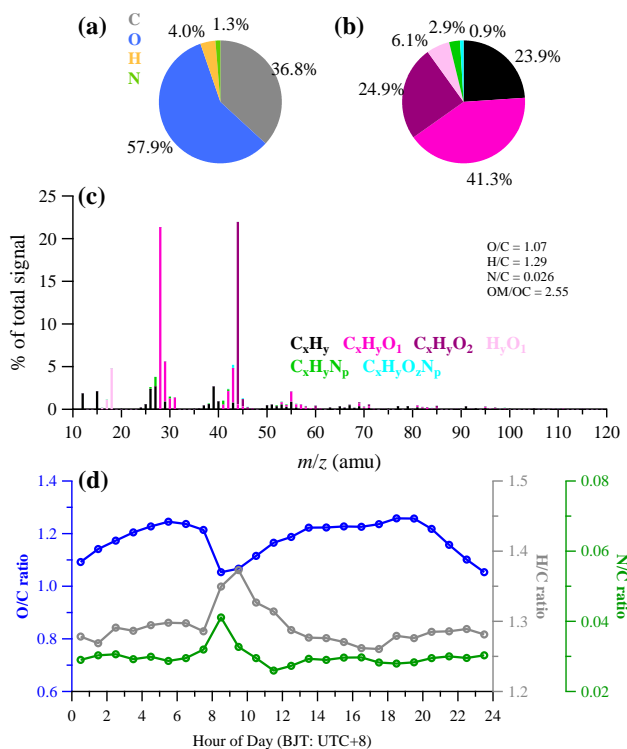 (a) 4.0% 1.3% (b) 2.9% 0.9%
C
O
H
N
36.8%
57.9%
6.1%
23.9%
24.9%
41.3%
(c)
% of total signal
25
20
15
10
5
0
O/C = 1.07
H/C = 1.29
N/C = 0.026
OM/OC = 2.55
CxHy CxHyO1 CxHyO2 HyO1
CxHyNp CxHyOzNp
10 20 30 40 50 60 70 80 90 100 110 120
m/z (amu)
(d)
O/C ratio
1.4
1.2
1.0
0.8
0.6
H/C ratio
1.5
1.4
1.3
1.2
N/C ratio
0.08
0.06
0.04
0.02
0.00
0 2 4 6 8 10 12 14 16 18 20 22 24
Hour of Day (BJT: UTC+8)